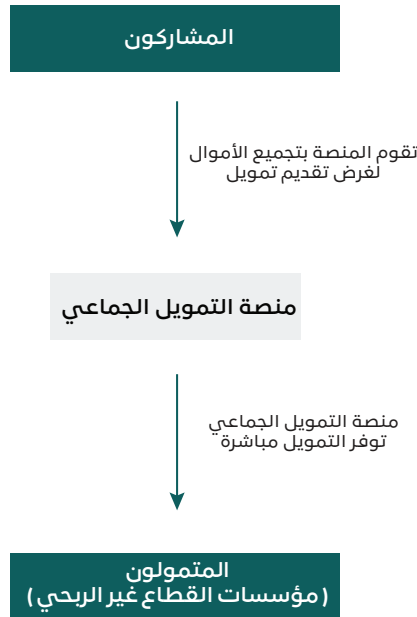 المشاركون
تقوم المنصة بتجميع الأموال
لغرض تقديم تمويل
منصة التمويل الجماعي
منصة التمويل الجماعي
توفر التمويل مباشرة
المتمولون
(مؤسسات القطاع غير الربحي)